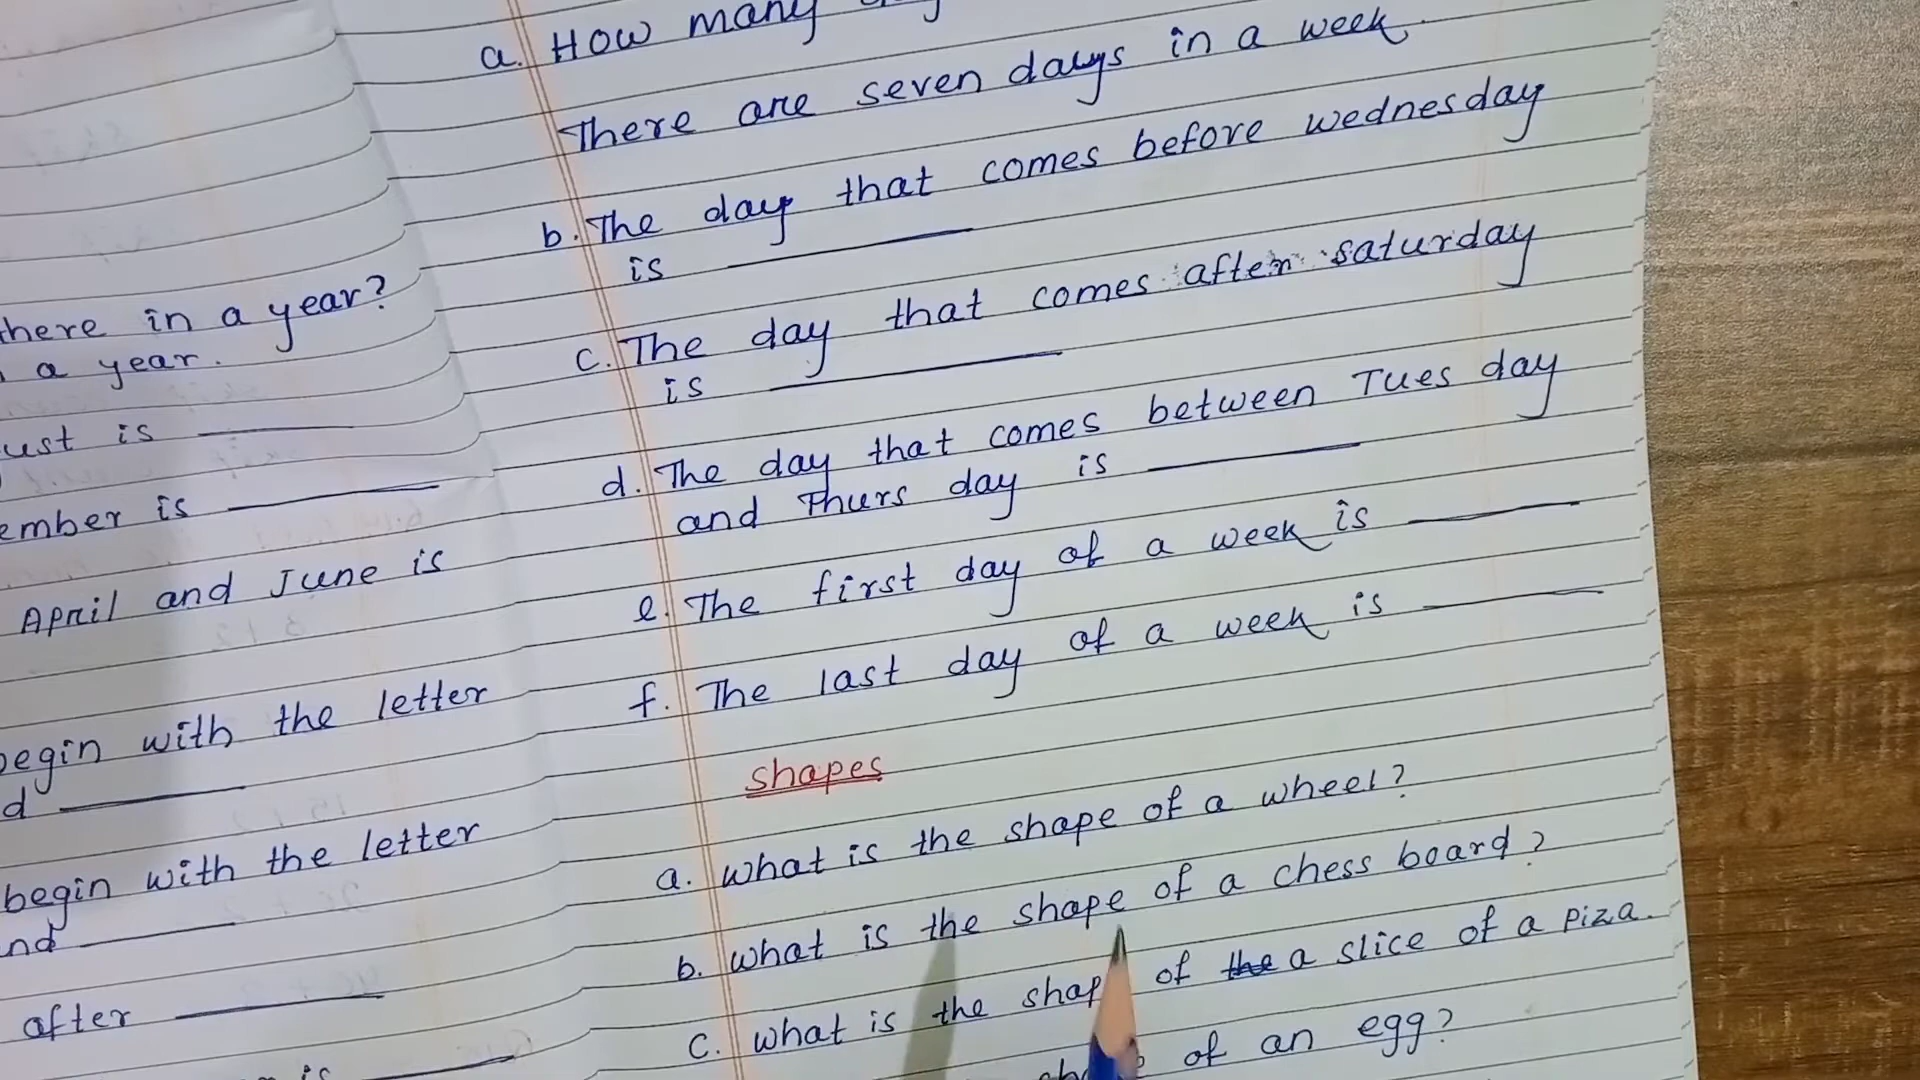 here in a year?
a year.
ust is
ember is
April and June is
begin with the letter
d
begin with the letter
nd
after
is
a. How many
There are seven days in a week.
b. The day that comes before wednesday
is
c. The day that comes after saturday
is
d. The day that comes between Tues day
and Thurs day is
e. The first day of a week is
f. The last day of a week is
shapes
a. what is the shape of a wheel?
b. what is the shape of a chess board?
c. what is the shap of the a slice of a piza.
of an egg?